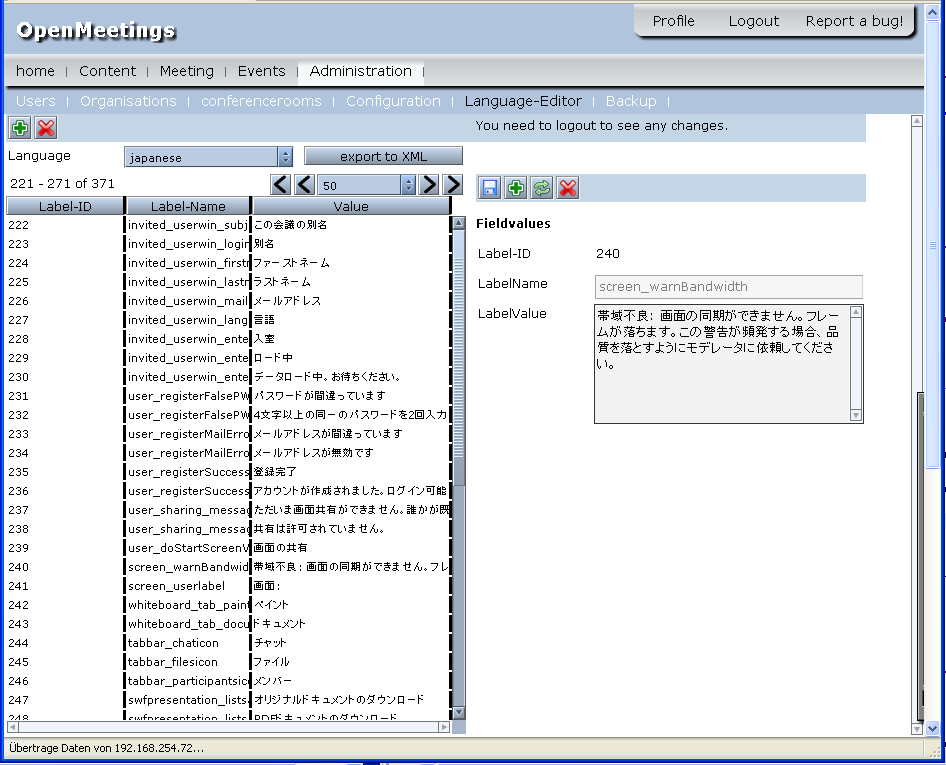 OpenMeetings
Profile Logout Report a bug!
home | Content | Meeting | Events | Administration |
Users | Organisations | conferencerooms | Configuration | Language-Editor | Backup |
You need to logout to see any changes.
Language japanese export to XML
221 - 271 of 371 50
Label-ID Label-Name Value
222 invited_userwin_subj この会議の別名
223 invited_userwin_login 別名
224 invited_userwin_firstn ファーストネーム
225 invited_userwin_lastn ラストネーム
226 invited_userwin_mail メールアドレス
227 invited_userwin_lang 言語
228 invited_userwin_ente 入室
229 invited_userwin_ente ロード中
230 invited_userwin_ente データロード中。お待ちください。
231 user_registerFalsePW パスワードが間違っています
232 user_registerFalsePW 4文字以上の同一のパスワードを2回入力
233 user_registerMailErro メールアドレスが間違っています
234 user_registerMailErro メールアドレスが無効です
235 user_registerSuccess 登録完了
236 user_registerSuccess アカウントが作成されました。ログイン可能
237 user_sharing_messag ただいま画面共有ができません。誰かが既
238 user_sharing_messag 共有は許可されていません。
239 user_doStartScreenV 画面の共有
240 screen_warnBandwid 帯域不良: 画面の同期ができません。フレ
241 screen_userlabel 画面:
242 whiteboard_tab_paint ペイント
243 whiteboard_tab_docu ドキュメント
244 tabbar_chaticon チャット
245 tabbar_filesicon ファイル
246 tabbar_participantsico メンバー
247 swfpresentation_lists オリジナルドキュメントのダウンロード
248 swfpresentation_lists PDFドキュメントのダウンロード
Fieldvalues
Label-ID 240
LabelName screen_warnBandwidth
LabelValue 帯域不良: 画面の同期ができません。フレー
ムが落ちます。この警告が頻発する場合、品
質を落とすようにモデレータに依頼してくださ
い。
Übertrage Daten von 192.168.254.72...